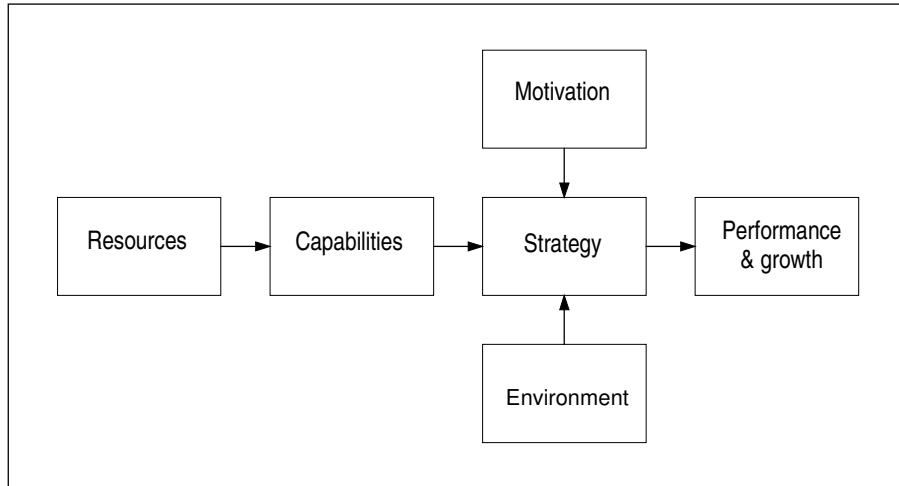 Motivation
Resources
Capabilities
Strategy
Performance
& growth
Environment